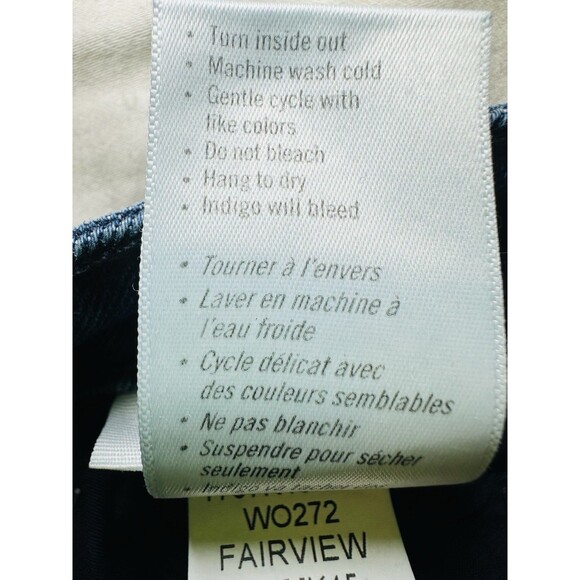 • Turn inside out
• Machine wash cold
• Gentle cycle with
like colors
• Do not bleach
• Hang to dry
• Indigo will bleed
• Tourner à l'envers
• Laver en machine à
l'eau froide
• Cycle délicat avec
des couleurs semblables
• Ne pas blanchir
• Suspendre pour sécher
seulement
WO272
FAIRVIEW